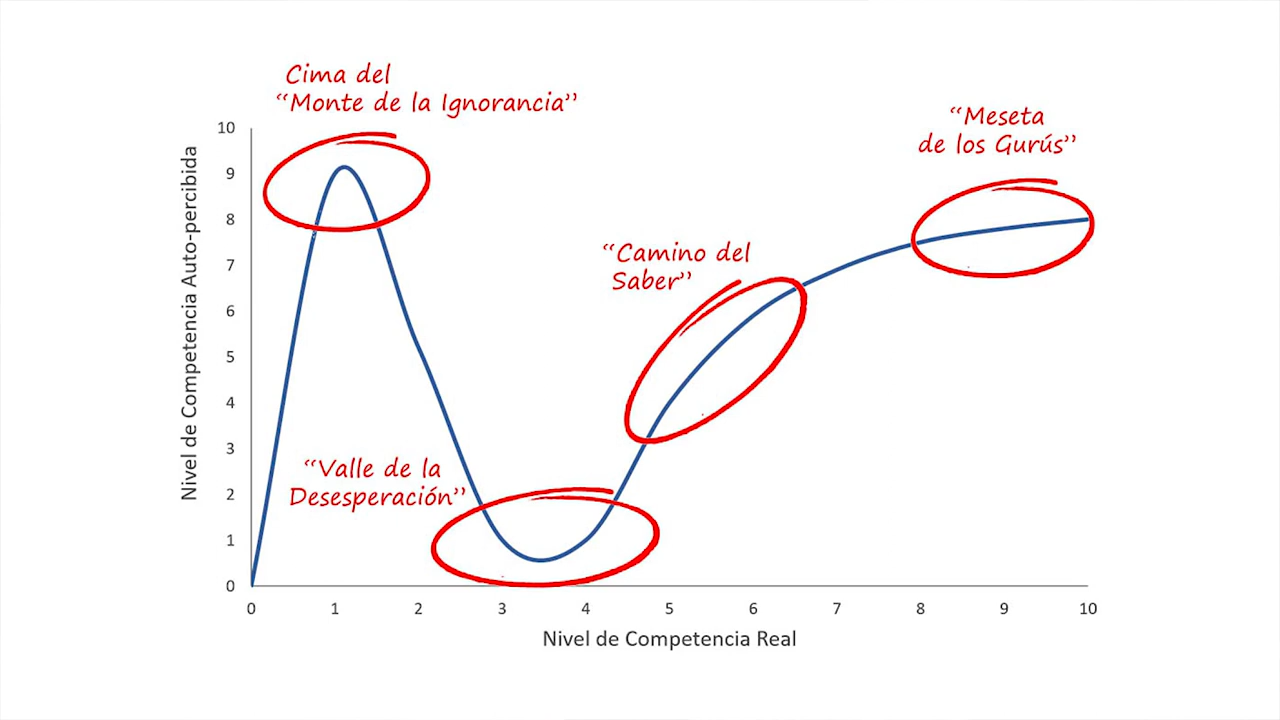 Cima del
“Monte de la Ignorancia”
“Meseta
de los Gurús”
“Camino del
Saber”
“Valle de la
Desesperación”
Nivel de Competencia Auto-percibida
10
9
8
7
6
5
4
3
2
1
0
0 1 2 3 4 5 6 7 8 9 10
Nivel de Competencia Real